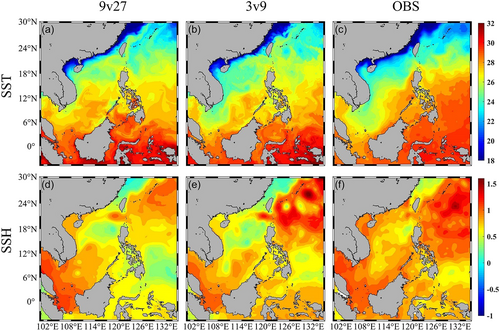 9v27 3v9 OBS
SST
30°N (a) (b) (c) 32
24°N 30
18°N 28
12°N 26
6°N 24
0° 22
20
18
SSH
30°N (d) (e) (f) 1.5
24°N 1
18°N 0.5
12°N 0
6°N -0.5
0° -1
102°E 108°E 114°E 120°E 126°E 132°E 102°E 108°E 114°E 120°E 126°E 132°E 102°E 108°E 114°E 120°E 126°E 132°E